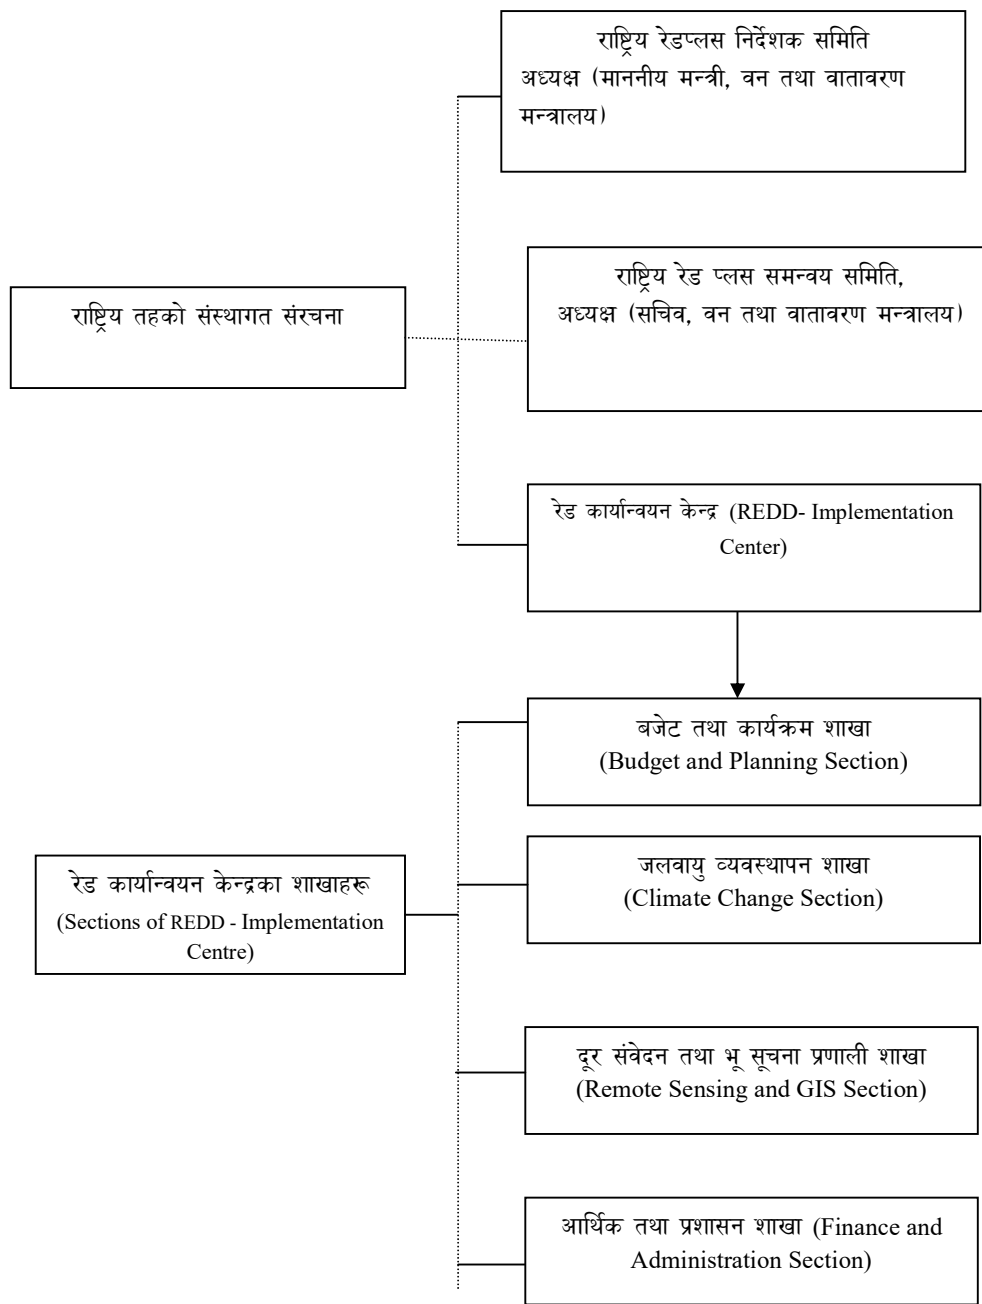 राष्ट्रिय रेडप्लस निर्देशक समिति
अध्यक्ष (माननीय मन्त्री, वन तथा वातावरण
मन्त्रालय)
राष्ट्रिय रेड प्लस समन्वय समिति,
अध्यक्ष (सचिव, वन तथा वातावरण मन्त्रालय)
राष्ट्रिय तहको संस्थागत संरचना
रेड कार्यान्वयन केन्द्र (REDD- Implementation
Center)
बजेट तथा कार्यक्रम शाखा
(Budget and Planning Section)
जलवायु व्यवस्थापन शाखा
(Climate Change Section)
रेड कार्यान्वयन केन्द्रका शाखाहरू
(Sections of REDD - Implementation
Centre)
दूर संवेदन तथा भू सूचना प्रणाली शाखा
(Remote Sensing and GIS Section)
आर्थिक तथा प्रशासन शाखा (Finance and
Administration Section)